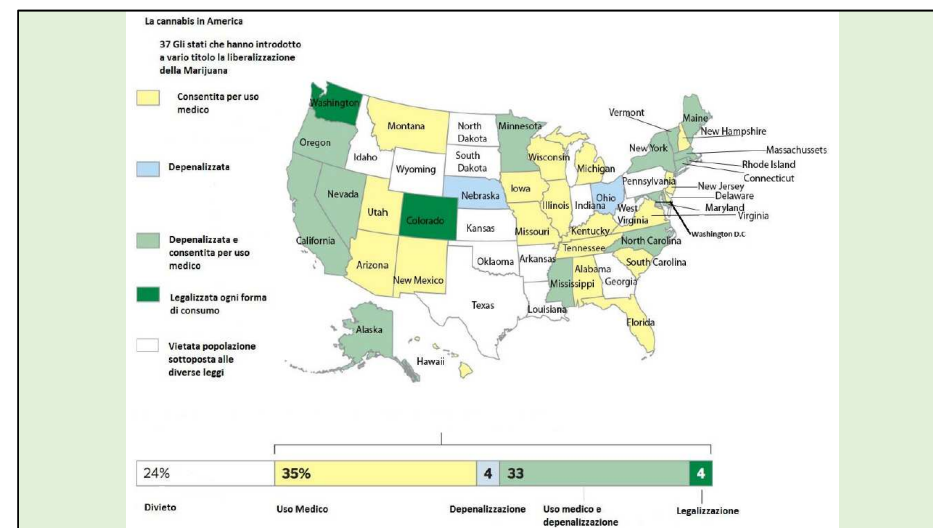 La cannabis in America
37 Gli stati che hanno introdotto
a vario titolo la liberalizzazione
della Marijuana
Consentita per uso
medico
Depenalizzata
Depenalizzata e
consentita per uso
medico
Legalizzata ogni forma
di consumo
Vietata popolazione
sottoposta alle
diverse leggi
Washington
Oregon
California
Nevada
Idaho
Montana
Wyoming
Utah
Colorado
Arizona
New Mexico
North
Dakota
South
Dakota
Nebraska
Kansas
Oklaoma
Texas
Minnesota
Iowa
Missouri
Arkansas
Louisiana
Wisconsin
Illinois
Michigan
Indiana
Ohio
Kentucky
Tennessee
Mississippi
Alabama
Georgia
Florida
South Carolina
North Carolina
West
Virginia
Virginia
Pennsylvania
New York
Vermont
Maine
New Hampshire
Massachussets
Rhode Island
Connecticut
New Jersey
Delaware
Maryland
Washington D.C
Alaska
Hawaii
24%
35%
4
33
4
Divieto
Uso Medico
Depenalizzazione
Uso medico e
depenalizzazione
Legalizzazione